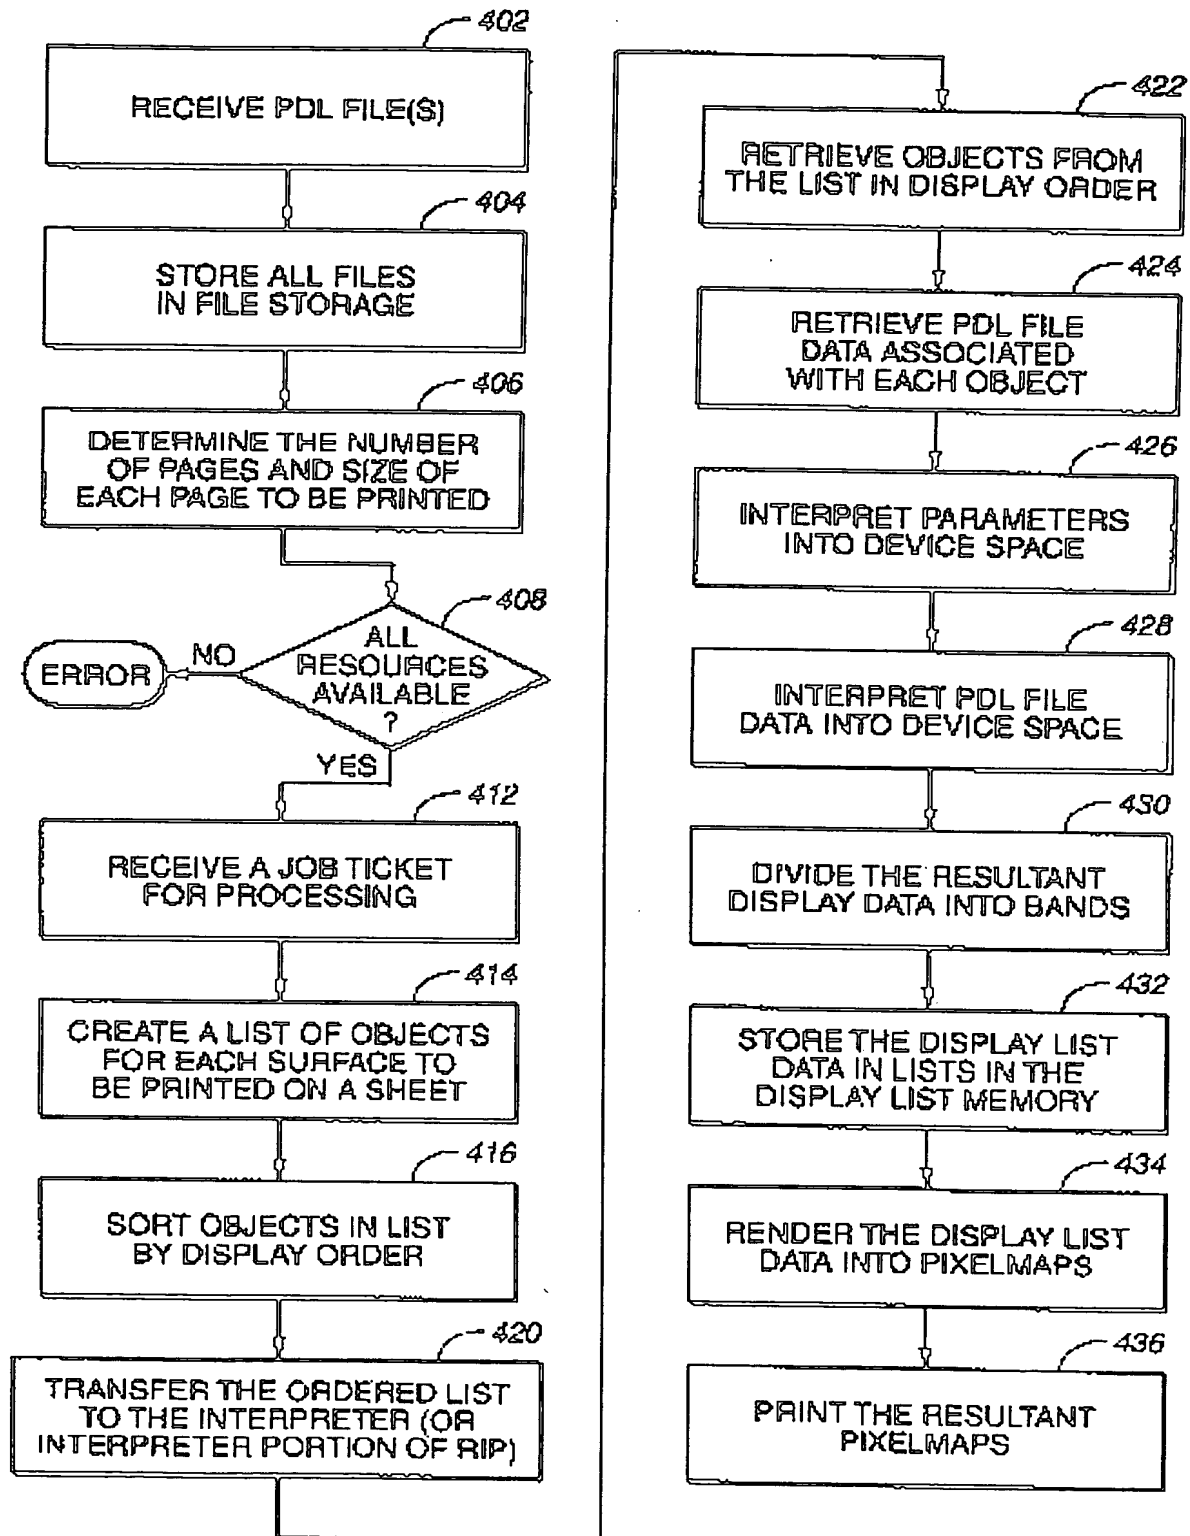 402
RECEIVE PDL FILE(S)
404
STORE ALL FILES
IN FILE STORAGE
406
DETERMINE THE NUMBER
OF PAGES AND SIZE OF
EACH PAGE TO BE PRINTED
408
ALL
RESOURCES
AVAILABLE
?
NO
ERROR
YES
412
RECEIVE A JOB TICKET
FOR PROCESSING
414
CREATE A LIST OF OBJECTS
FOR EACH SURFACE TO
BE PRINTED ON A SHEET
416
SORT OBJECTS IN LIST
BY DISPLAY ORDER
420
TRANSFER THE ORDERED LIST
TO THE INTERPRETER (OR
INTERPRETER PORTION OF RIP)
422
RETRIEVE OBJECTS FROM
THE LIST IN DISPLAY ORDER
424
RETRIEVE PDL FILE
DATA ASSOCIATED
WITH EACH OBJECT
426
INTERPRET PARAMETERS
INTO DEVICE SPACE
428
INTERPRET PDL FILE
DATA INTO DEVICE SPACE
430
DIVIDE THE RESULTANT
DISPLAY DATA INTO BANDS
432
STORE THE DISPLAY LIST
DATA IN LISTS IN THE
DISPLAY LIST MEMORY
434
RENDER THE DISPLAY LIST
DATA INTO PIXELMAPS
436
PRINT THE RESULTANT
PIXELMAPS